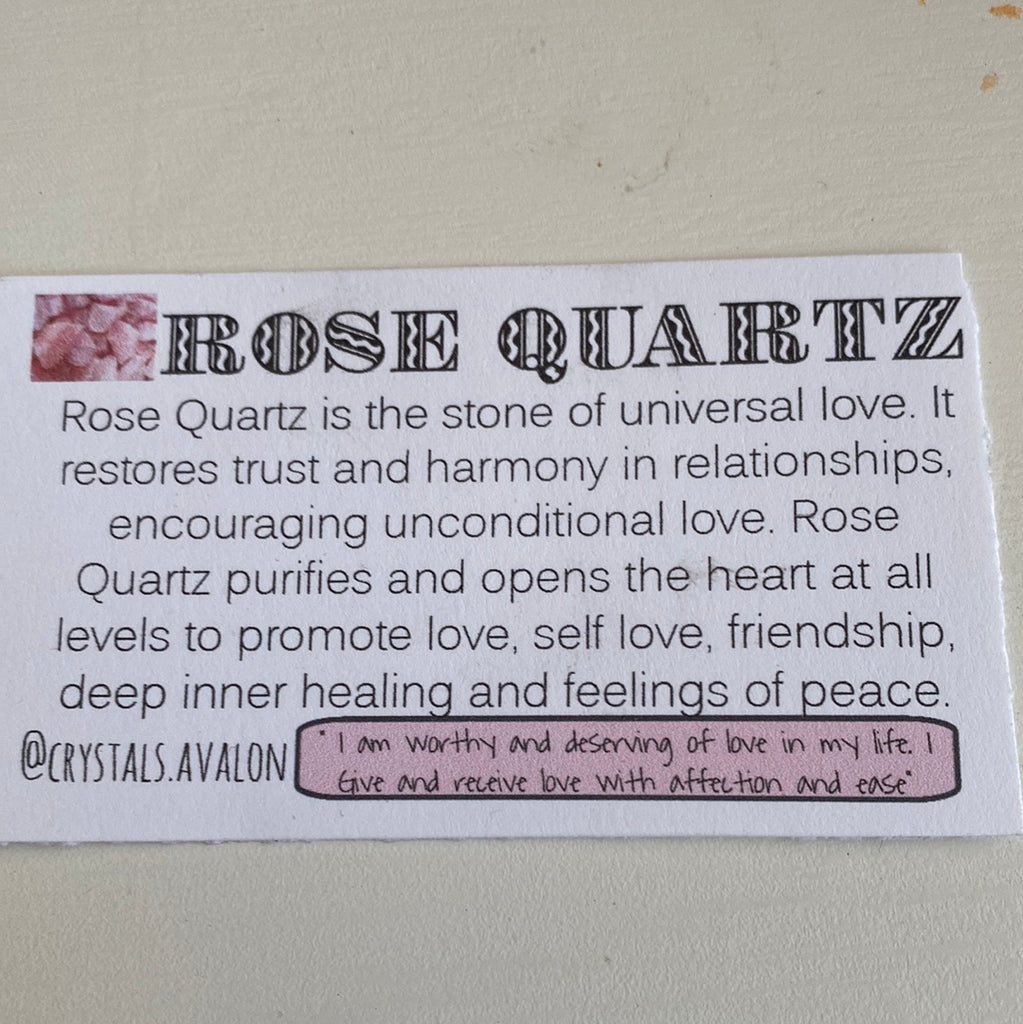 ROSE QUARTZ
Rose Quartz is the stone of universal love. It
restores trust and harmony in relationships,
encouraging unconditional love. Rose
Quartz purifies and opens the heart at all
levels to promote love, self love, friendship,
deep inner healing and feelings of peace.
@CRYSTALS.AVALON
"I am worthy and deserving of love in my life. I
Give and receive love with affection and ease"